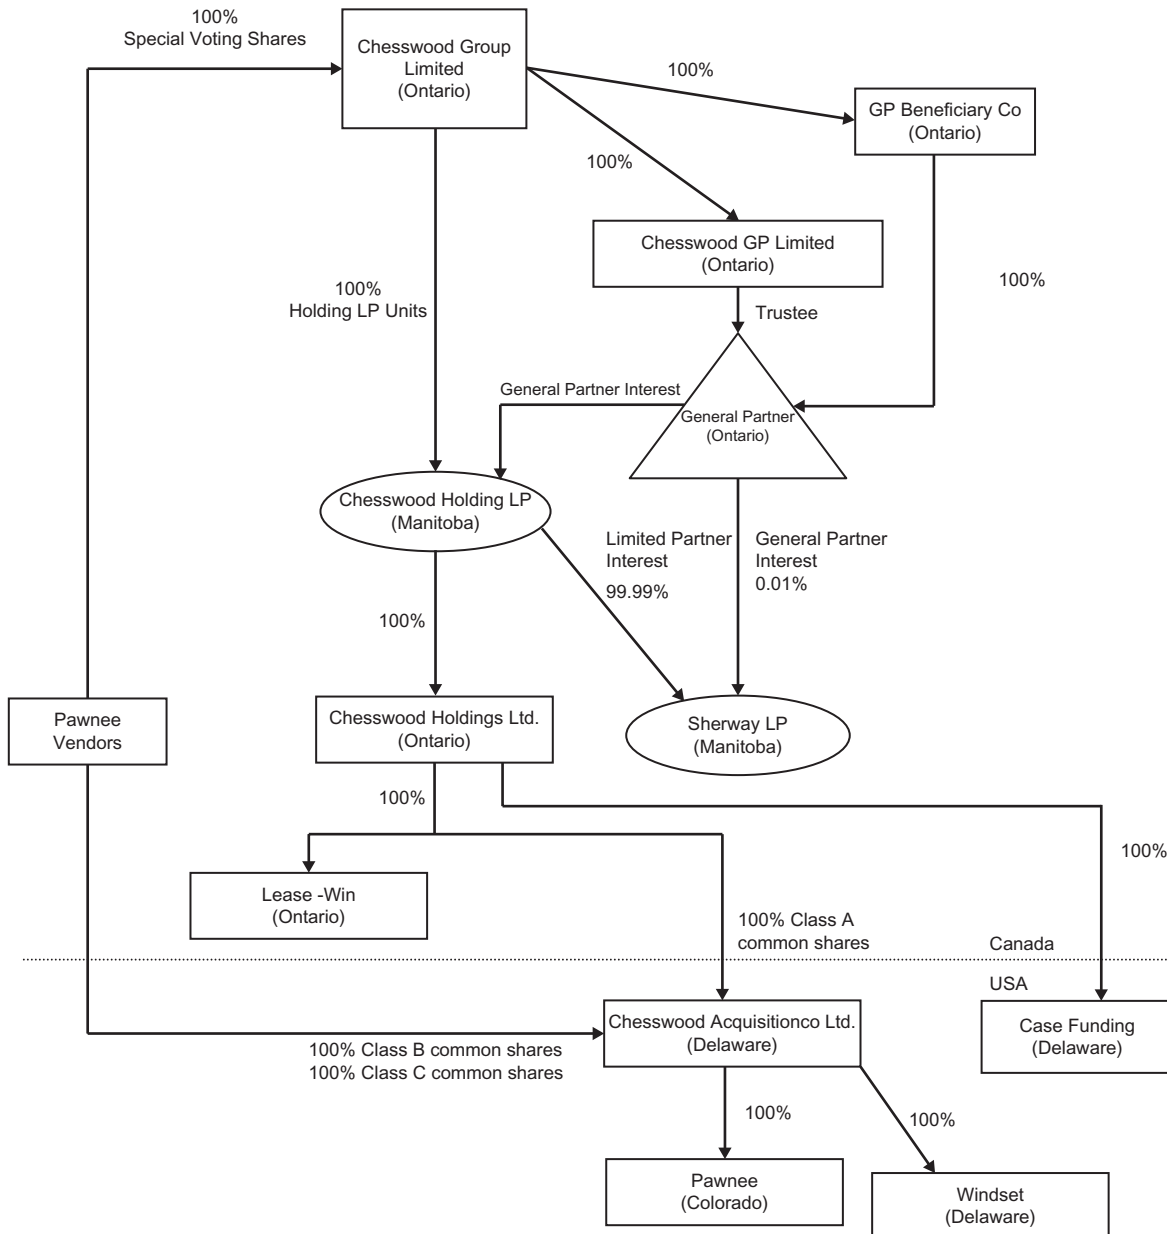 100%
Special Voting Shares
Chesswood Group
Limited
(Ontario)
100%
GP Beneficiary Co
(Ontario)
100%
Chesswood GP Limited
(Ontario)
100%
Holding LP Units
100%
Trustee
General Partner Interest
General Partner
(Ontario)
Chesswood Holding LP
(Manitoba)
Limited Partner
Interest
99.99%
General Partner
Interest
0.01%
100%
Pawnee
Vendors
Chesswood Holdings Ltd.
(Ontario)
Sherway LP
(Manitoba)
100%
100%
Lease -Win
(Ontario)
100% Class A
common shares
Canada
USA
Chesswood Acquisitionco Ltd.
(Delaware)
Case Funding
(Delaware)
100% Class B common shares
100% Class C common shares
100%
100%
Pawnee
(Colorado)
Windset
(Delaware)